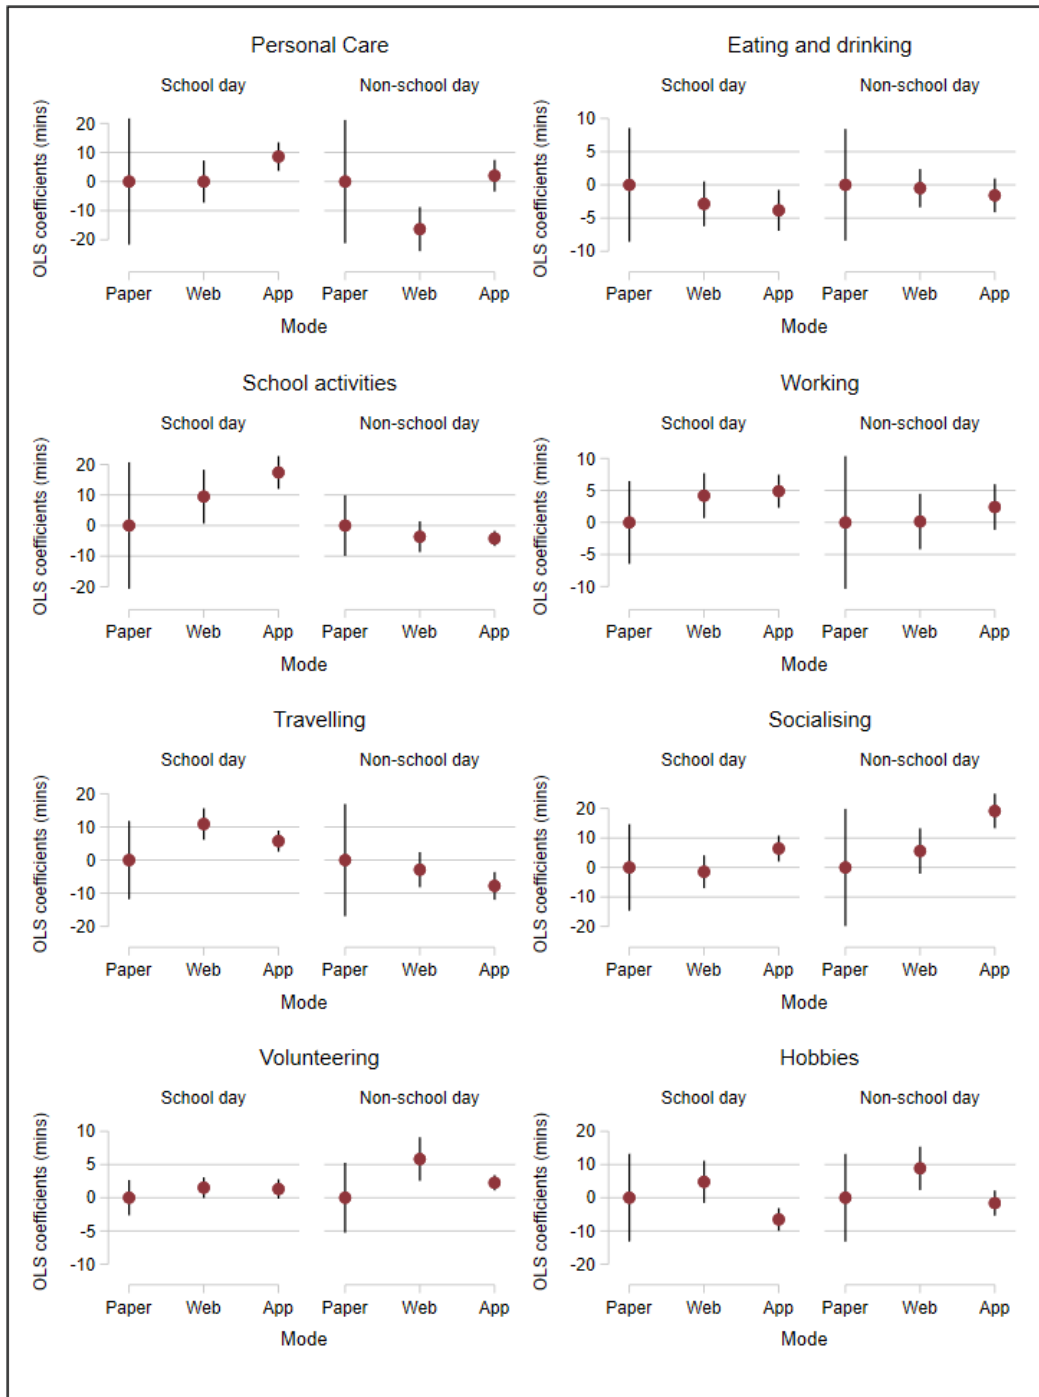 Personal Care
School day
Non-school day
OLS coefficients (mins)
20
10
0
-10
-20
Paper Web App Paper Web App
Mode
Eating and drinking
School day
Non-school day
OLS coefficients (mins)
10
5
0
-5
-10
Paper Web App Paper Web App
Mode
School activities
School day
Non-school day
OLS coefficients (mins)
20
10
0
-10
-20
Paper Web App Paper Web App
Mode
Working
School day
Non-school day
OLS coefficients (mins)
10
5
0
-5
-10
Paper Web App Paper Web App
Mode
Travelling
School day
Non-school day
OLS coefficients (mins)
20
10
0
-10
-20
Paper Web App Paper Web App
Mode
Socialising
School day
Non-school day
OLS coefficients (mins)
20
10
0
-10
-20
Paper Web App Paper Web App
Mode
Volunteering
School day
Non-school day
OLS coefficients (mins)
10
5
0
-5
-10
Paper Web App Paper Web App
Mode
Hobbies
School day
Non-school day
OLS coefficients (mins)
20
10
0
-10
-20
Paper Web App Paper Web App
Mode